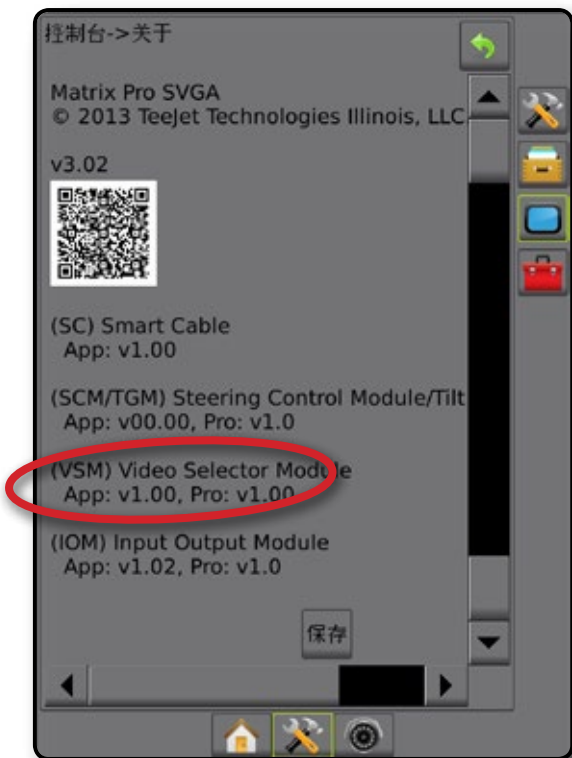 控制台->关于
Matrix Pro SVGA
© 2013 TeeJet Technologies Illinois, LLC
v3.02
(SC) Smart Cable
App: v1.00
(SCM/TGM) Steering Control Module/Tilt
App: v00.00, Pro: v1.0
(VSM) Video Selector Module
App: v1.00, Pro: v1.00
(IOM) Input Output Module
App: v1.02, Pro: v1.0
保存